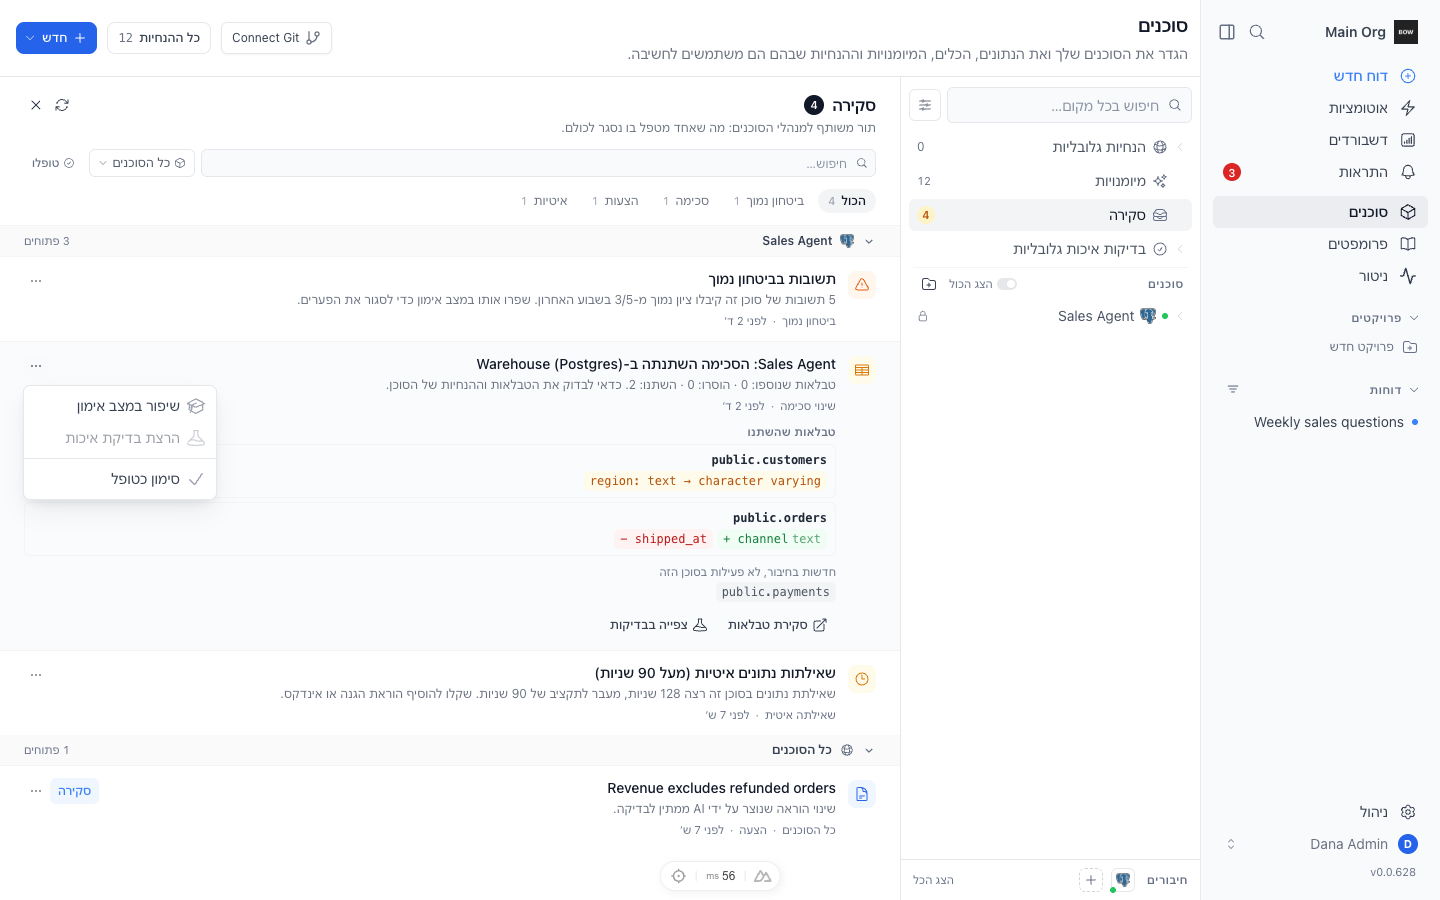 BOW
Main Org
דוח חדש
אוטומציות
דשבורדים
התראות
3
סוכנים
פרומפטים
ניטור
פרויקטים
פרויקט חדש
דוחות
Weekly sales questions
ניהול
D
Dana Admin
v0.0.628
סוכנים
הגדר את הסוכנים שלך ואת הנתונים, הכלים, המיומנויות וההנחיות שבהם הם משתמשים לחשיבה.
Connect Git
כל ההנחיות 12
חדש
חיפוש בכל מקום...
הנחיות גלובליות
0
מיומנויות
12
סקירה
4
בדיקות איכות גלובליות
סוכנים
הצג הכול
Sales Agent
חיבורים
הצג הכל
סקירה
4
תור משותף למנהלי הסוכנים: מה שאחד מטפל בו נסגר לכולם.
חיפוש...
כל הסוכנים
טופלו
הכול 4
ביטחון נמוך 1
סכימה 1
הצעות 1
איטיות 1
Sales Agent
3 פתוחים
תשובות בביטחון נמוך
5 תשובות של סוכן זה קיבלו ציון נמוך מ-3/5 בשבוע האחרון. שפרו אותו במצב אימון כדי לסגור את הפערים.
ביטחון נמוך · לפני 2 ד׳
Sales Agent: הסכימה השתנתה ב-Warehouse (Postgres)
טבלאות שנוספו: 0 · הוסרו: 0 · השתנו: 2. כדאי לבדוק את הטבלאות וההנחיות של הסוכן.
שינוי סכימה · לפני 2 ד׳
טבלאות שהשתנו
public.customers
region: text → character varying
public.orders
+ channel text
− shipped_at
חדשות בחיבור, לא פעילות בסוכן הזה
public.payments
סקירת טבלאות
צפייה בבדיקות
שיפור במצב אימון
הרצת בדיקת איכות
סימון כטופל
שאילתות נתונים איטיות (מעל 90 שניות)
שאילתת נתונים בסוכן זה רצה 128 שניות, מעבר לתקציב של 90 שניות. שקלו להוסיף הוראת הגנה או אינדקס.
שאילתה איטית · לפני 7 ש׳
כל הסוכנים
1 פתוחים
Revenue excludes refunded orders
שינוי הוראה שנוצר על ידי AI ממתין לבדיקה.
כל הסוכנים · הצעה · לפני 7 ש׳
סקירה
56 ms